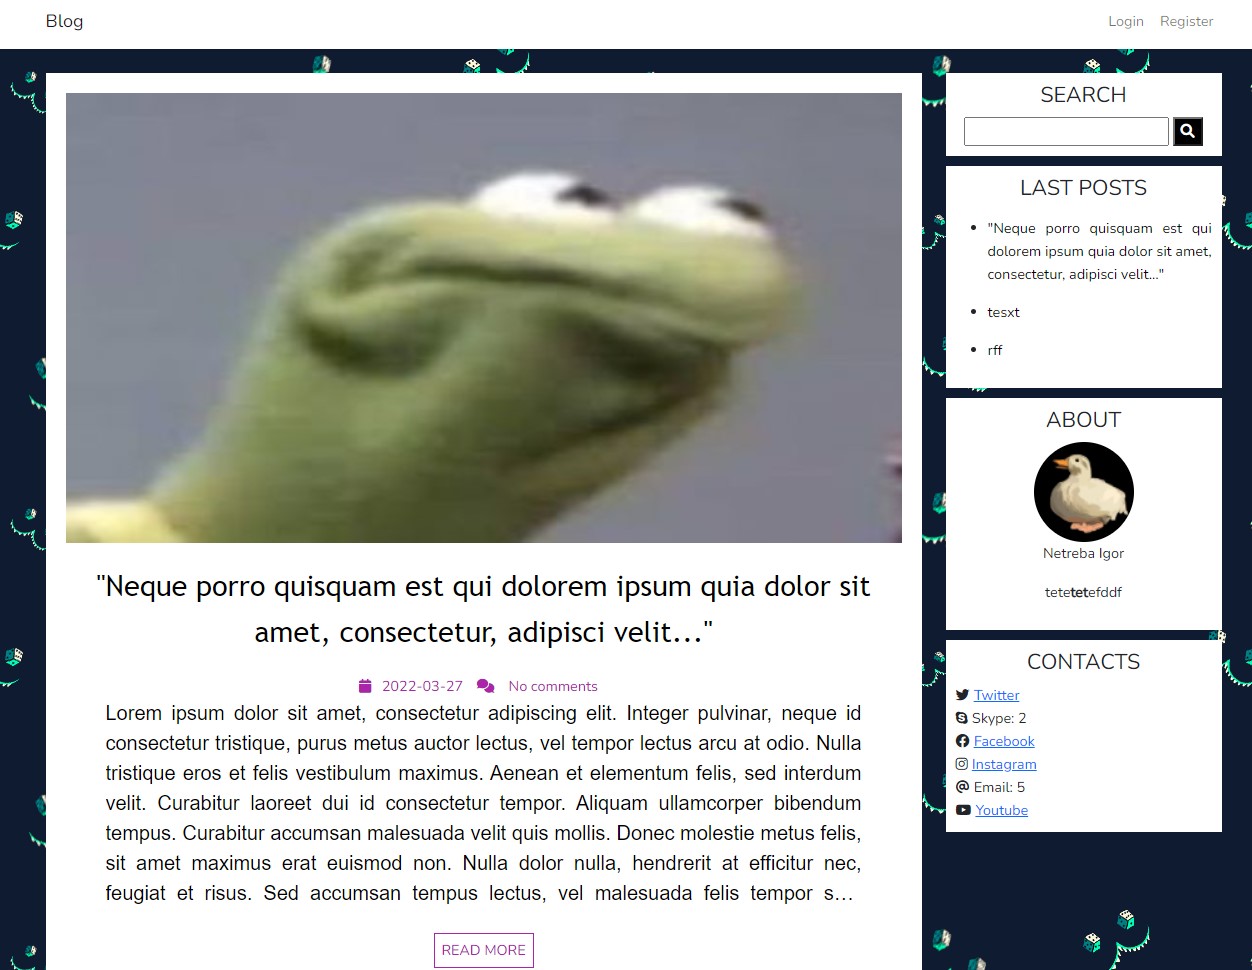 Blog
Login Register
"Neque porro quisquam est qui dolorem ipsum quia dolor sit
amet, consectetur, adipisci velit..."
2022-03-27 No comments
Lorem ipsum dolor sit amet, consectetur adipiscing elit. Integer pulvinar, neque id
consectetur tristique, purus metus auctor lectus, vel tempor lectus arcu at odio. Nulla
tristique eros et felis vestibulum maximus. Aenean et elementum felis, sed interdum
velit. Curabitur laoreet dui id consectetur tempor. Aliquam ullamcorper bibendum
tempus. Curabitur accumsan malesuada velit quis mollis. Donec molestie metus felis,
sit amet maximus erat euismod non. Nulla dolor nulla, hendrerit at efficitur nec,
feugiat et risus. Sed accumsan tempus lectus, vel malesuada felis tempor s...
READ MORE
SEARCH
LAST POSTS
"Neque porro quisquam est qui
dolorem ipsum quia dolor sit amet,
consectetur, adipisci velit..."
tesxt
rff
ABOUT
Netreba Igor
tetetetefddf
CONTACTS
Twitter
Skype: 2
Facebook
Instagram
Email: 5
Youtube